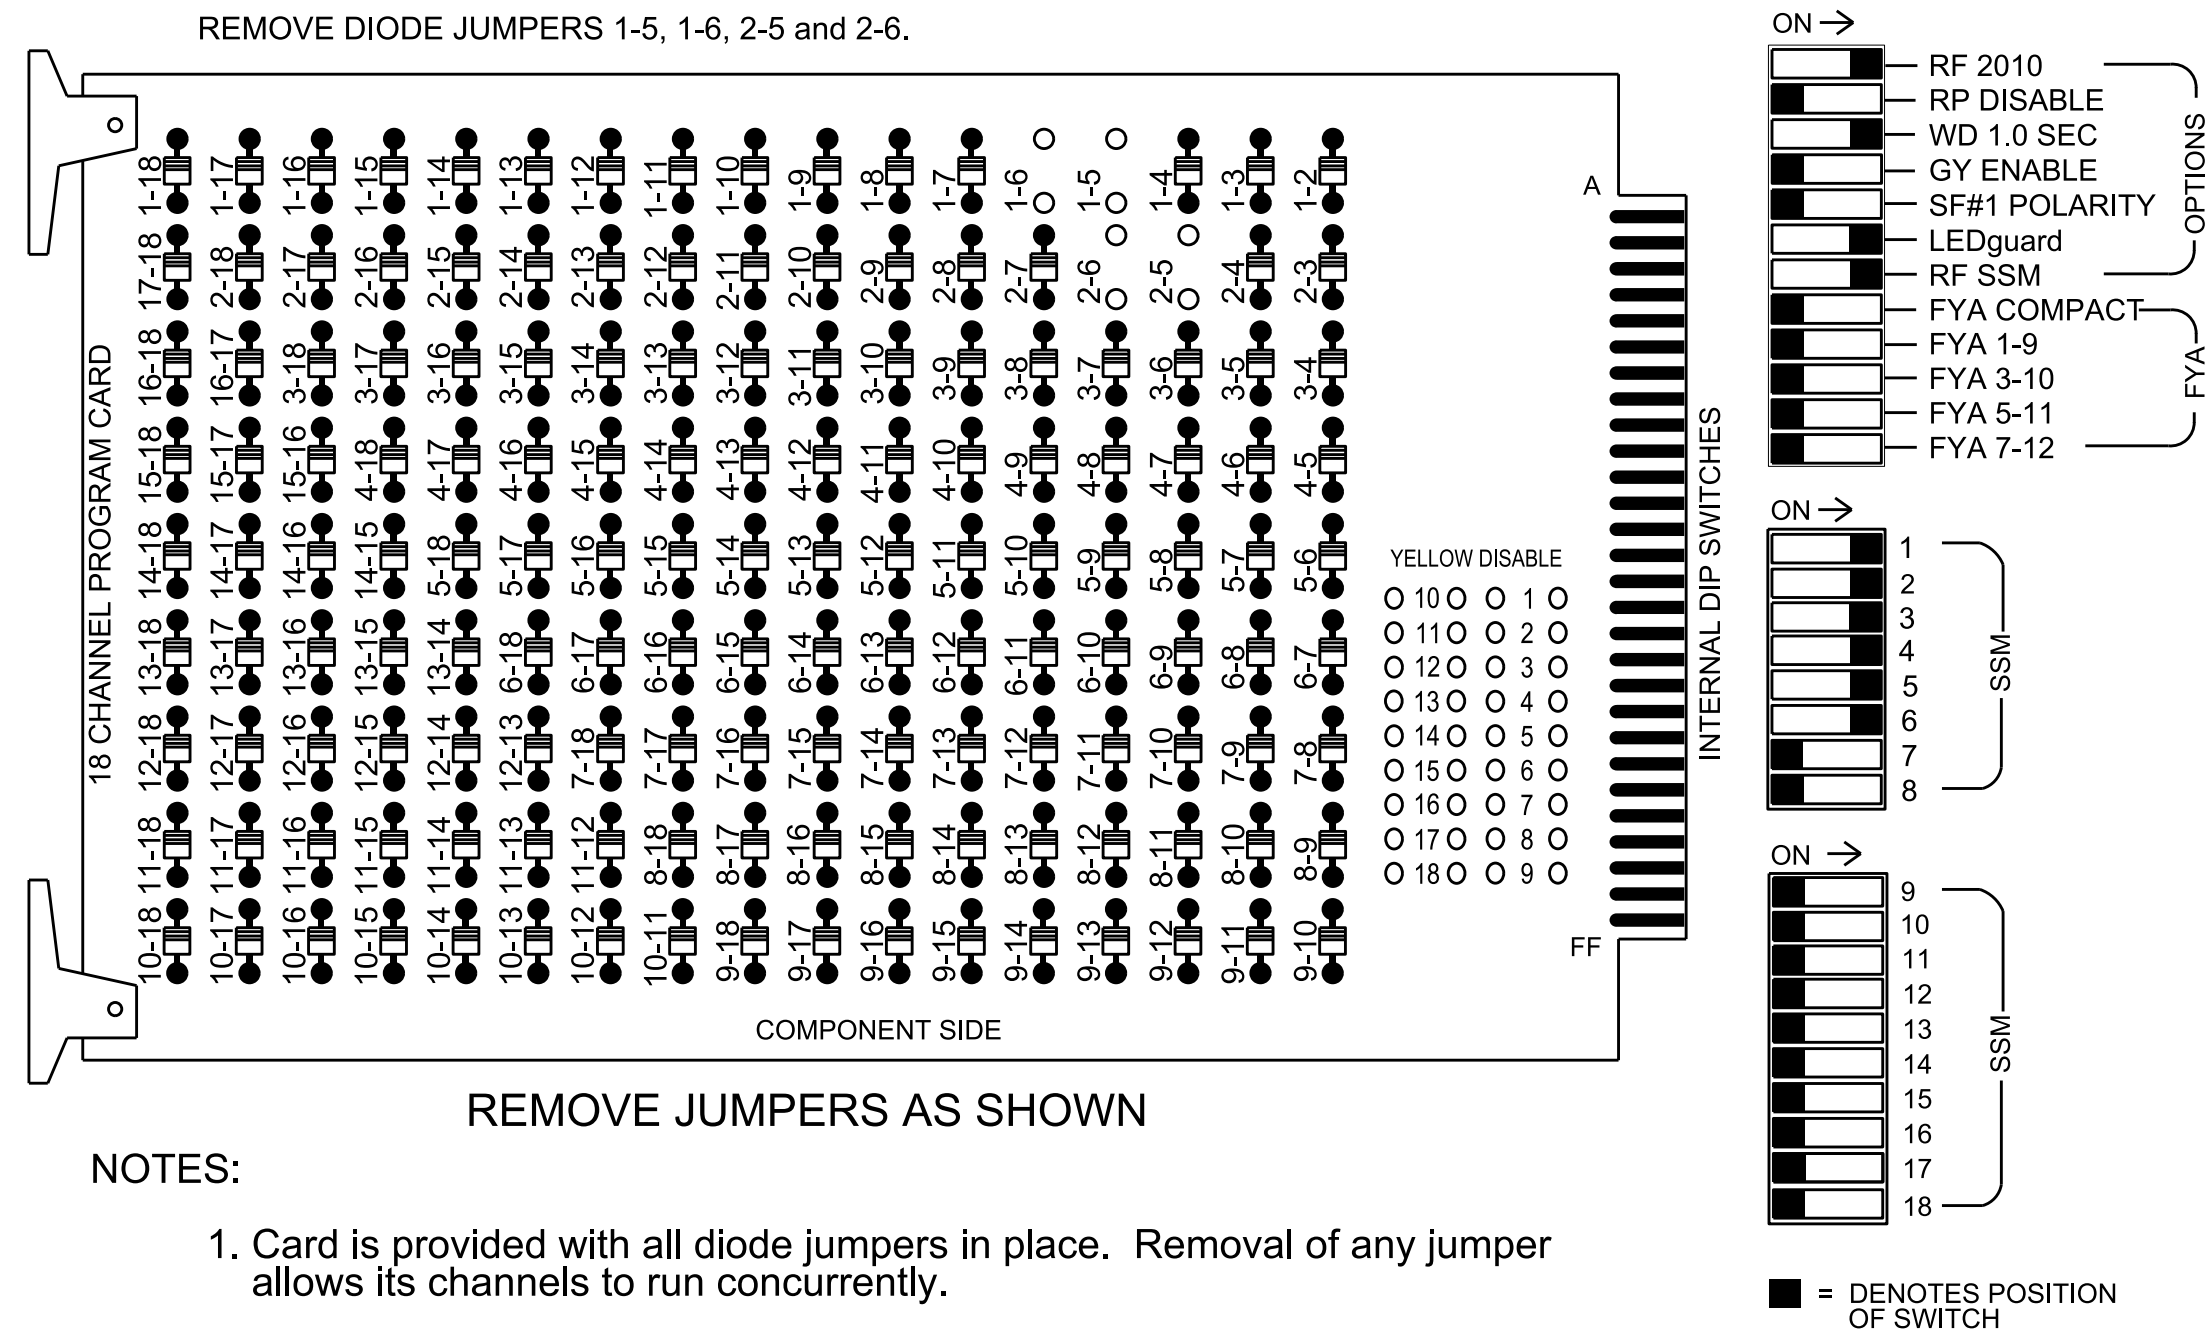 REMOVE DIODE JUMPERS 1-5, 1-6, 2-5 and 2-6.
1-18 1-17 1-16 1-15 1-14 1-13 1-12 1-11 1-10 1-9 1-8 1-7 1-6 1-5 1-4 1-3 1-2
17-18 2-18 2-17 2-16 2-15 2-14 2-13 2-12 2-11 2-10 2-9 2-8 2-7 2-6 2-5 2-4 2-3
16-18 16-17 3-18 3-17 3-16 3-15 3-14 3-13 3-12 3-11 3-10 3-9 3-8 3-7 3-6 3-5 3-4
15-18 15-17 15-16 4-18 4-17 4-16 4-15 4-14 4-13 4-12 4-11 4-10 4-9 4-8 4-7 4-6 4-5
14-18 14-17 14-16 14-15 5-18 5-17 5-16 5-15 5-14 5-13 5-12 5-11 5-10 5-9 5-8 5-7 5-6
13-18 13-17 13-16 13-15 13-14 6-18 6-17 6-16 6-15 6-14 6-13 6-12 6-11 6-10 6-9 6-8 6-7
12-18 12-17 12-16 12-15 12-14 12-13 7-18 7-17 7-16 7-15 7-14 7-13 7-12 7-11 7-10 7-9 7-8
11-18 11-17 11-16 11-15 11-14 11-13 11-12 8-18 8-17 8-16 8-15 8-14 8-13 8-12 8-11 8-10 8-9
10-18 10-17 10-16 10-15 10-14 10-13 10-12 10-11 9-18 9-17 9-16 9-15 9-14 9-13 9-12 9-11 9-10
18 CHANNEL PROGRAM CARD
COMPONENT SIDE
A
FF
YELLOW DISABLE
10 1
11 2
12 3
13 4
14 5
15 6
16 7
17 8
18 9
INTERNAL DIP SWITCHES
ON
RF 2010
RP DISABLE
WD 1.0 SEC
GY ENABLE
SF#1 POLARITY
LEDguard
RF SSM
OPTIONS
FYA COMPACT
FYA 1-9
FYA 3-10
FYA 5-11
FYA 7-12
FYA
ON
1
2
3
4
5
6
7
8
SSM
ON
9
10
11
12
13
14
15
16
17
18
SSM
= DENOTES POSITION
OF SWITCH
REMOVE JUMPERS AS SHOWN
NOTES:
1. Card is provided with all diode jumpers in place. Removal of any jumper
allows its channels to run concurrently.